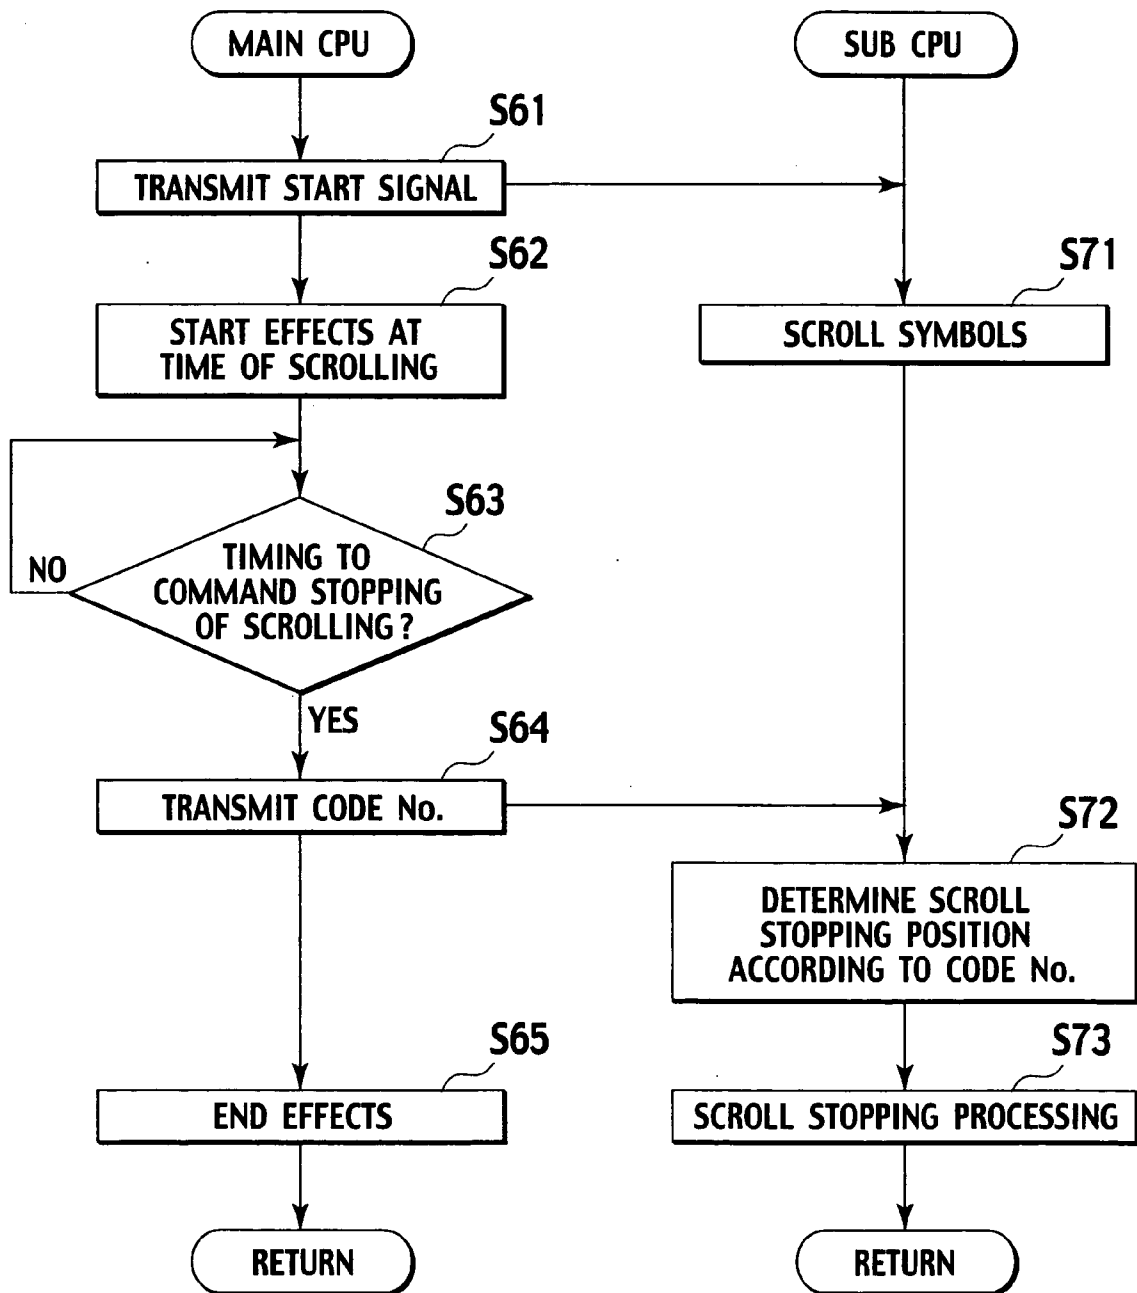 MAIN CPU
SUB CPU
S61
TRANSMIT START SIGNAL
S62
START EFFECTS AT
TIME OF SCROLLING
S71
SCROLL SYMBOLS
S63
TIMING TO
COMMAND STOPPING
OF SCROLLING?
NO
YES
S64
TRANSMIT CODE No.
S72
DETERMINE SCROLL
STOPPING POSITION
ACCORDING TO CODE No.
S65
END EFFECTS
S73
SCROLL STOPPING PROCESSING
RETURN
RETURN